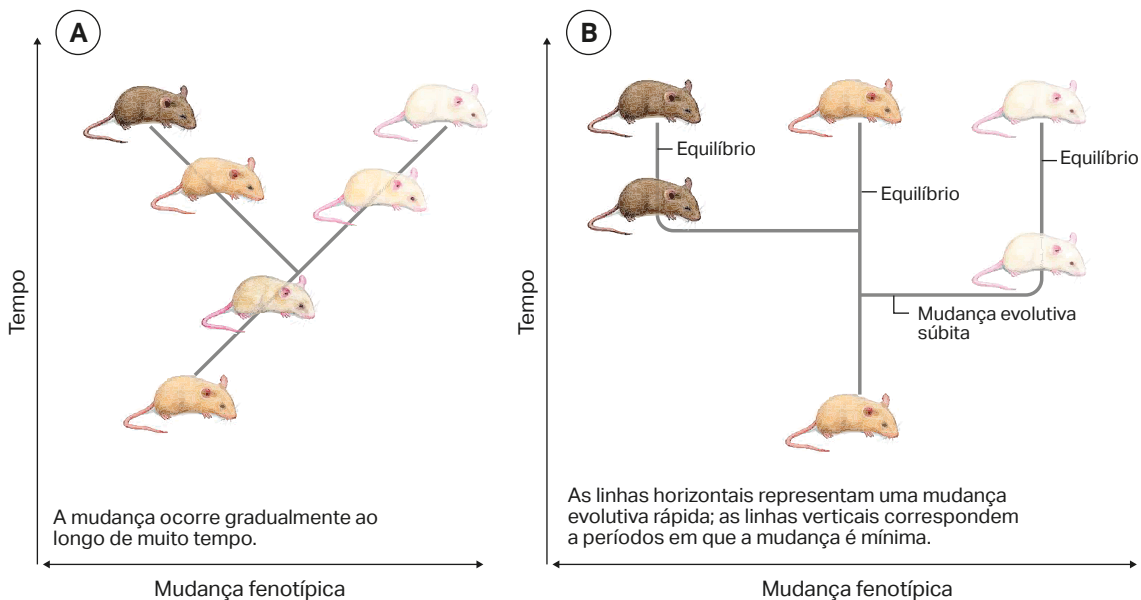 A
Tempo
A mudança ocorre gradualmente ao
longo de muito tempo.
Mudança fenotípica
B
Tempo
Equilíbrio
Equilíbrio
Equilíbrio
Mudança evolutiva
súbita
As linhas horizontais representam uma mudança
evolutiva rápida; as linhas verticais correspondem
a períodos em que a mudança é mínima.
Mudança fenotípica